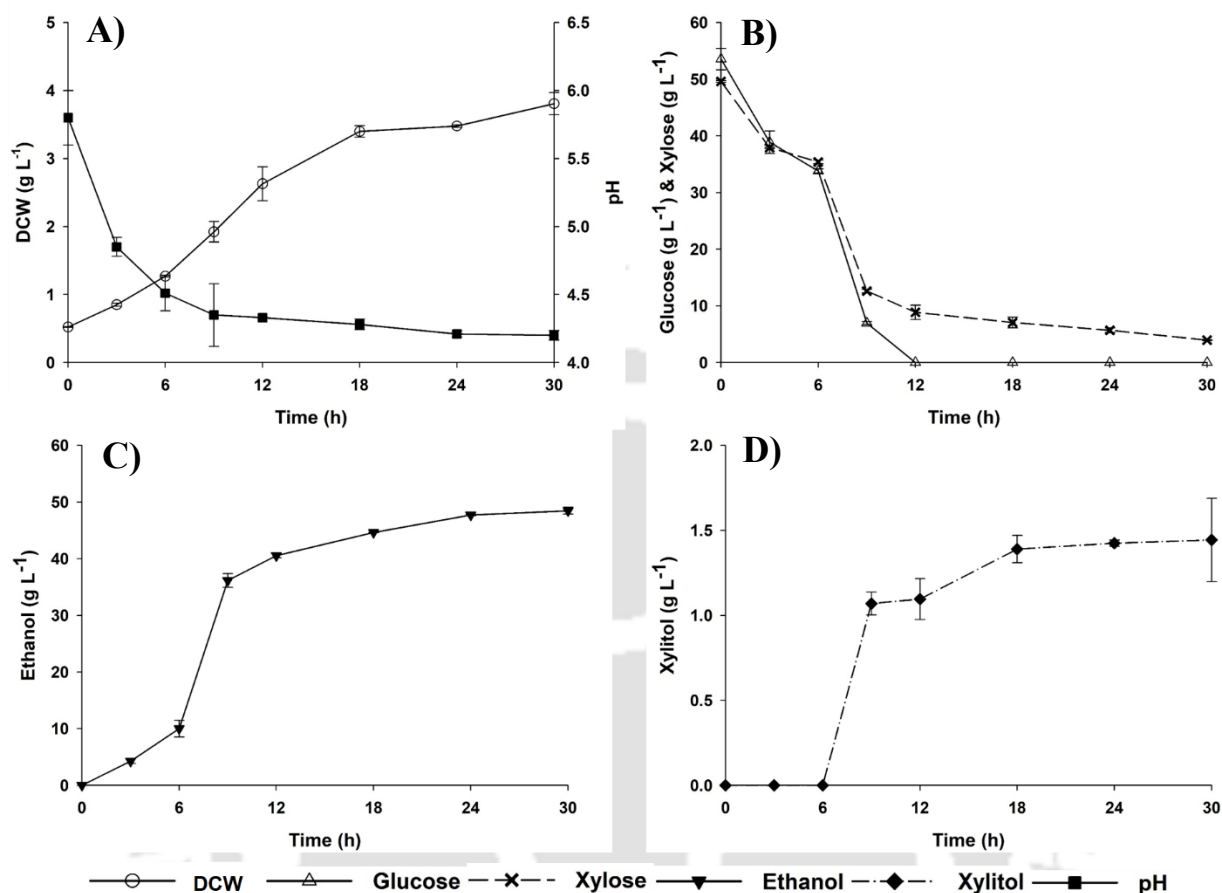 A)
5
4
3
2
1
0
DCW (g L-1)
6.5
6.0
5.5
5.0
4.5
4.0
pH
0 6 12 18 24 30
Time (h)
B)
60
50
40
30
20
10
0
Glucose (g L-1) & Xylose (g L-1)
0 6 12 18 24 30
Time (h)
C)
60
50
40
30
20
10
0
Ethanol (g L-1)
0 6 12 18 24 30
Time (h)
D)
2.0
1.5
1.0
0.5
0.0
Xylitol (g L-1)
0 6 12 18 24 30
Time (h)
DCW Glucose Xylose Ethanol Xylitol pH